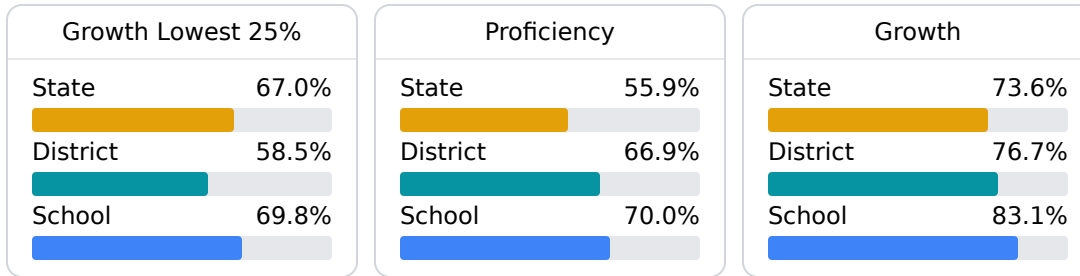 Growth Lowest 25%
State 67.0%
District 58.5%
School 69.8%
Proficiency
State 55.9%
District 66.9%
School 70.0%
Growth
State 73.6%
District 76.7%
School 83.1%